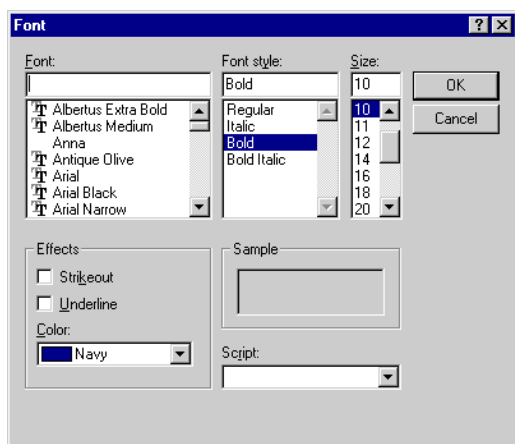 Font
Font: Font style: Size:
Bold 10 OK
Albertus Extra Bold Regular 10 Cancel
Albertus Medium Italic 11
Anna Bold 12
Antique Olive Bold Italic 14
Arial 16
Arial Black 18
Arial Narrow 20
Effects Sample
Strikeout
Underline
Color:
Navy Script: